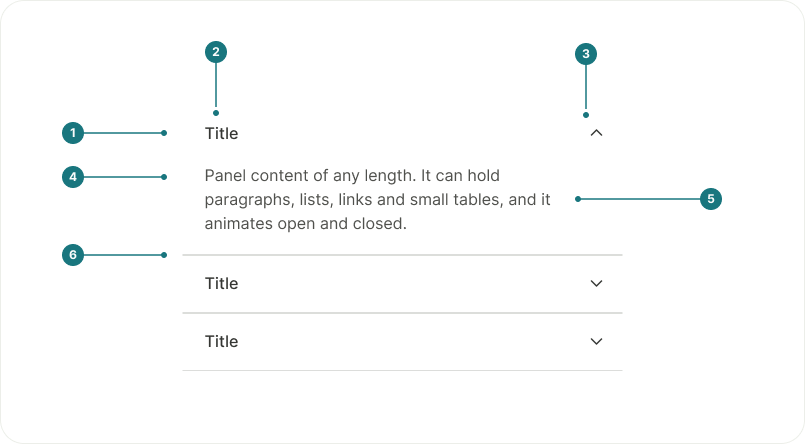 2
3
1
Title
4
Panel content of any length. It can hold
paragraphs, lists, links and small tables, and it
5
animates open and closed.
6
Title
Title